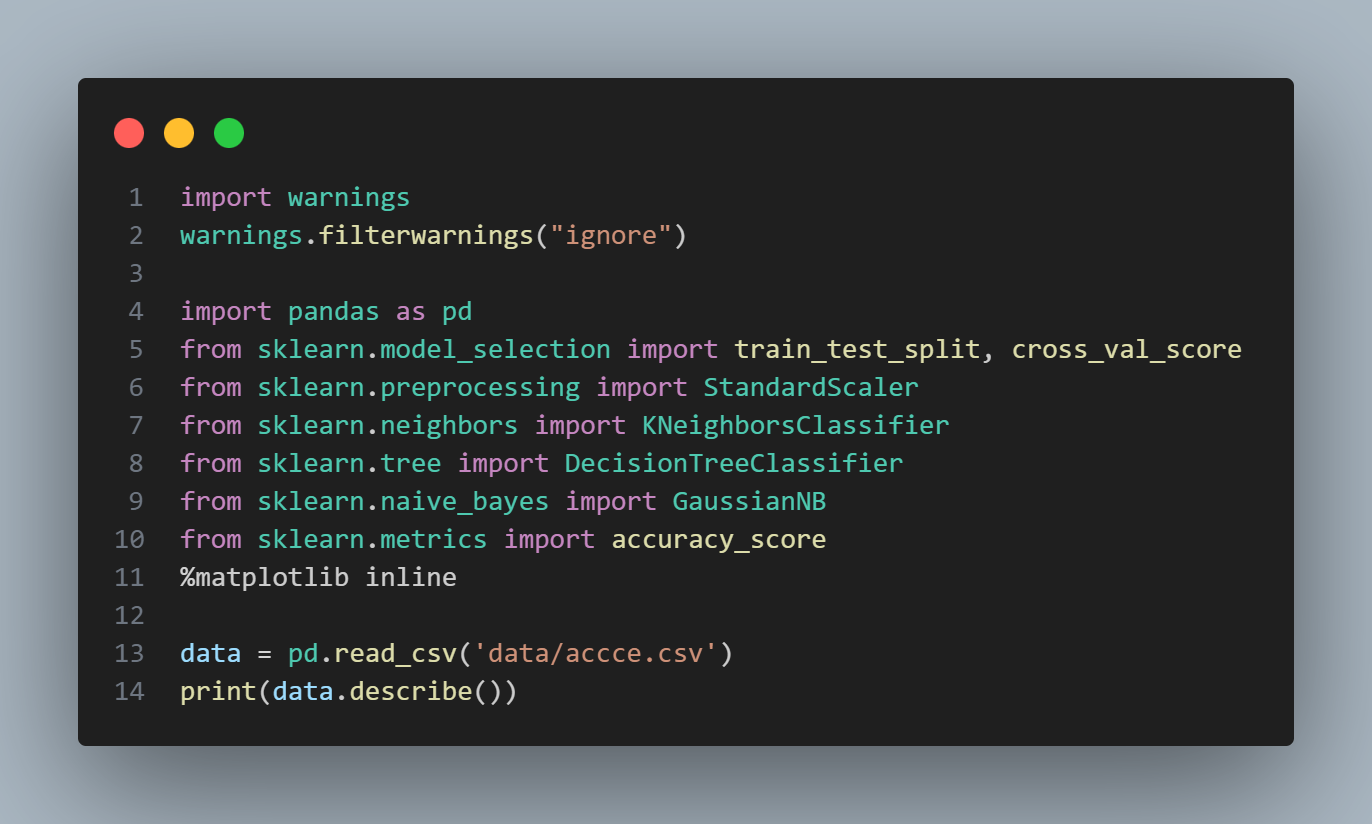 1 import warnings
2 warnings.filterwarnings("ignore")
3
4 import pandas as pd
5 from sklearn.model_selection import train_test_split, cross_val_score
6 from sklearn.preprocessing import StandardScaler
7 from sklearn.neighbors import KNeighborsClassifier
8 from sklearn.tree import DecisionTreeClassifier
9 from sklearn.naive_bayes import GaussianNB
10 from sklearn.metrics import accuracy_score
11 %matplotlib inline
12
13 data = pd.read_csv('data/accce.csv')
14 print(data.describe())